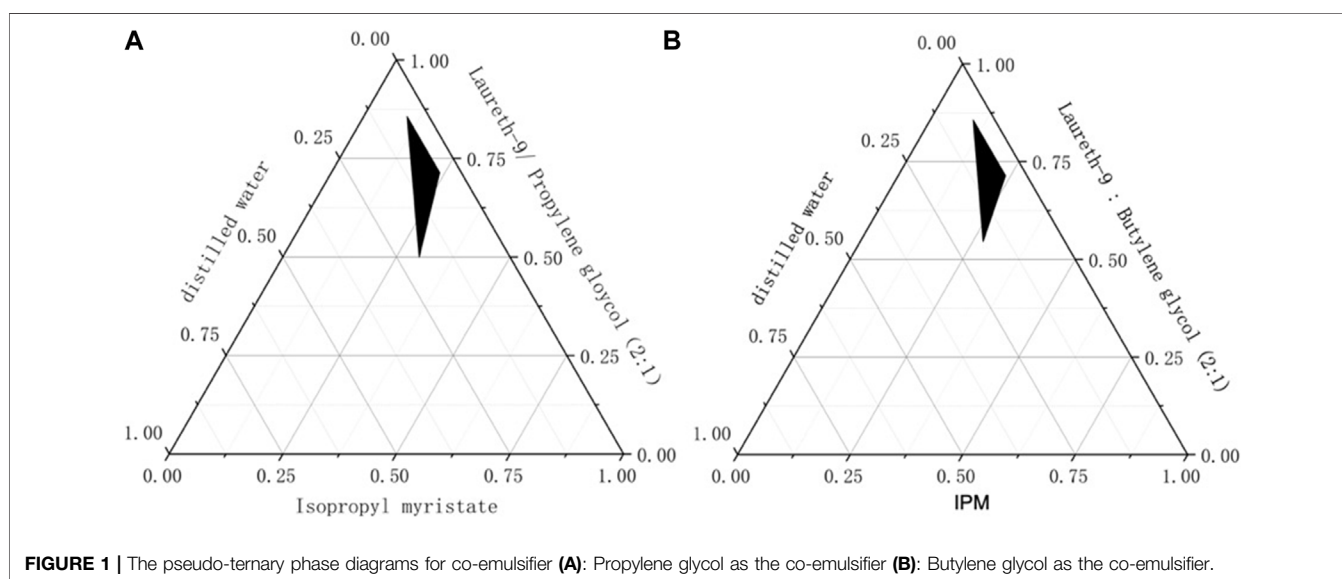 A
0.00
1.00
0.25
0.75
0.50
0.50
0.75
0.25
1.00
0.00
0.00 0.25 0.50 0.75 1.00
distilled water
Laureth-9/ Propylene gloycol (2:1)
Isopropyl myristate
B
0.00
1.00
0.25
0.75
0.50
0.50
0.75
0.25
1.00
0.00
0.00 0.25 0.50 0.75 1.00
distilled water
Laureth-9 : Butylene glycol (2:1)
IPM
FIGURE 1 | The pseudo-ternary phase diagrams for co-emulsifier (A): Propylene glycol as the co-emulsifier (B): Butylene glycol as the co-emulsifier.